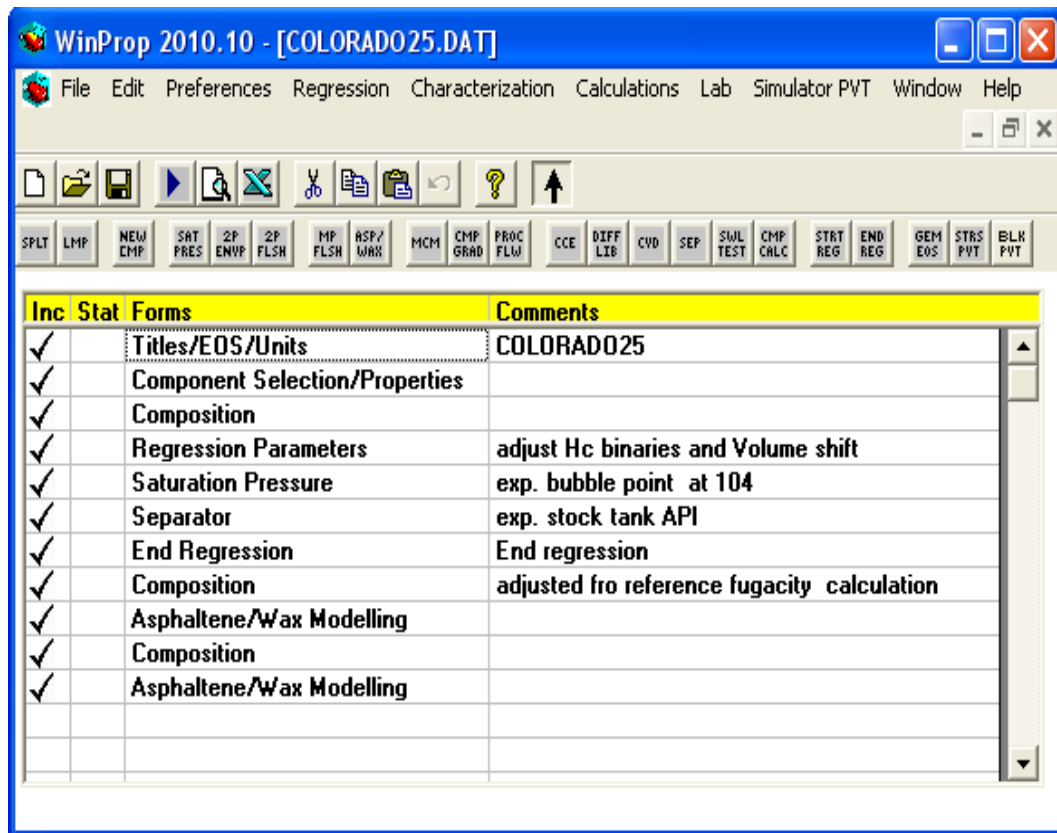 WinProp 2010.10 - [COLORADO25.DAT]
File Edit Preferences Regression Characterization Calculations Lab Simulator PVT Window Help
SPLT LMP NEW CMP SAT PRES 2P ENVP 2P FLSH MP FLSH ASP/ WAX MCM CMP GRAD PROC FLW CCE DIFF LIB CVD SEP SWL TEST CMP CALC STRT REG END REG GEM EOS STRS PVT BLK PVT
Inc Stat Forms Comments
Titles/EOS/Units COLORADO25
Component Selection/Properties
Composition
Regression Parameters adjust Hc binaries and Volume shift
Saturation Pressure exp. bubble point at 104
Separator exp. stock tank API
End Regression End regression
Composition adjusted fro reference fugacity calculation
Asphaltene/Wax Modelling
Composition
Asphaltene/Wax Modelling